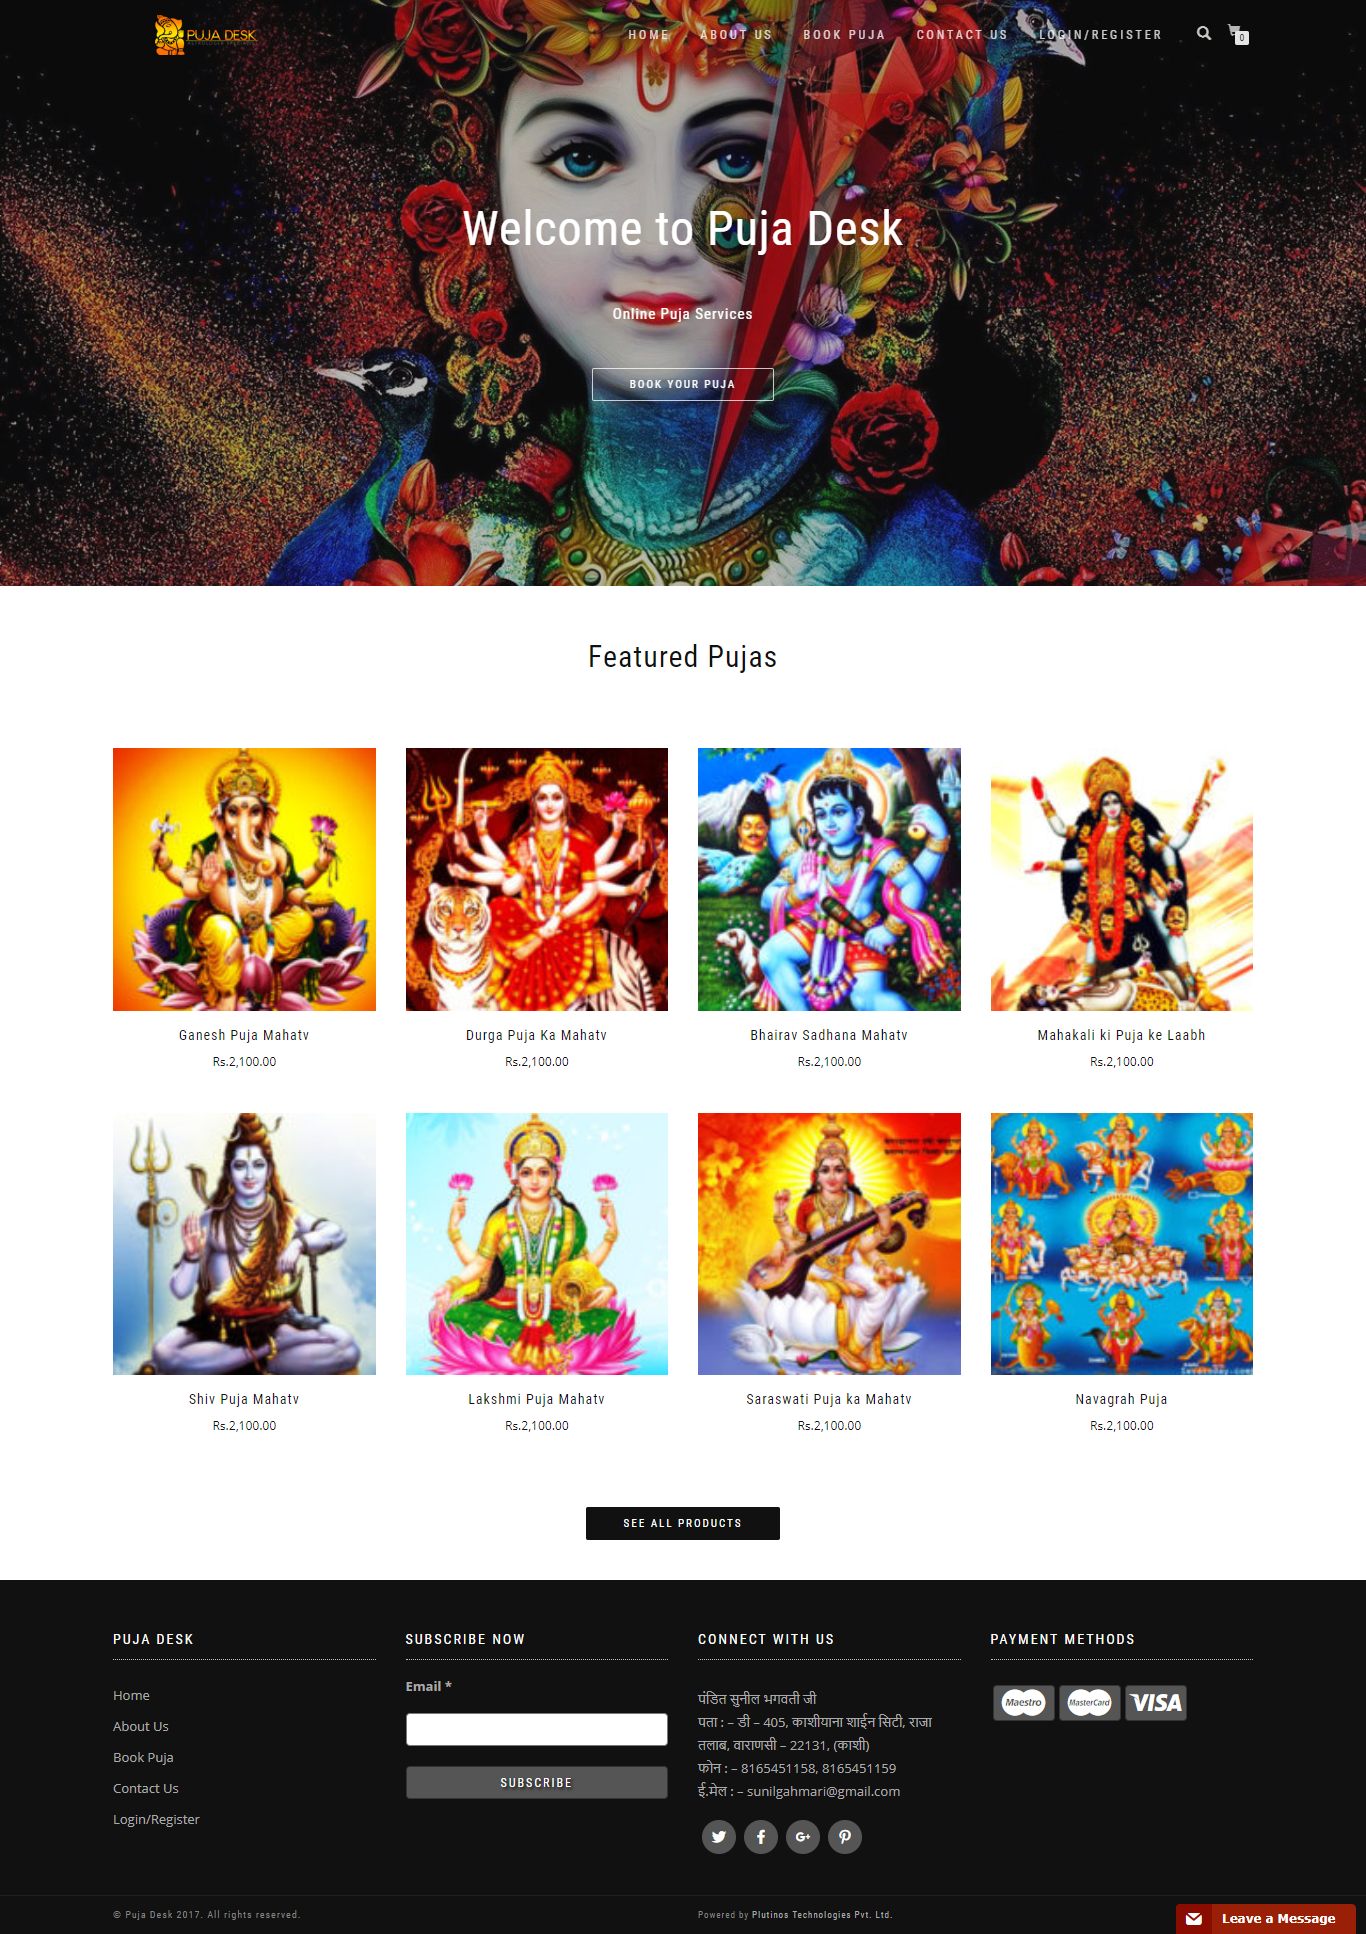 PUJA DESK
HOME
ABOUT US
BOOK PUJA
CONTACT US
LOGIN/REGISTER
0
Welcome to Puja Desk
Online Puja Services
BOOK YOUR PUJA
Featured Pujas
Ganesh Puja Mahatv
Rs.2,100.00
Durga Puja Ka Mahatv
Rs.2,100.00
Bhairav Sadhana Mahatv
Rs.2,100.00
Mahakali ki Puja ke Laabh
Rs.2,100.00
Shiv Puja Mahatv
Rs.2,100.00
Lakshmi Puja Mahatv
Rs.2,100.00
Saraswati Puja ka Mahatv
Rs.2,100.00
Navagrah Puja
Rs.2,100.00
SEE ALL PRODUCTS
PUJA DESK
Home
About Us
Book Puja
Contact Us
Login/Register
SUBSCRIBE NOW
Email *
SUBSCRIBE
CONNECT WITH US
पंडित सुनील भगवती जी
पता : – डी – 405, काशीयाना शाईन सिटी, राजा
तलाब, वाराणसी – 22131, (काशी)
फोन : – 8165451158, 8165451159
ई.मेल : – sunilgahmari@gmail.com
PAYMENT METHODS
Maestro
MasterCard
VISA
© Puja Desk 2017. All rights reserved.
Powered by Plutinos Technologies Pvt. Ltd.
Leave a Message